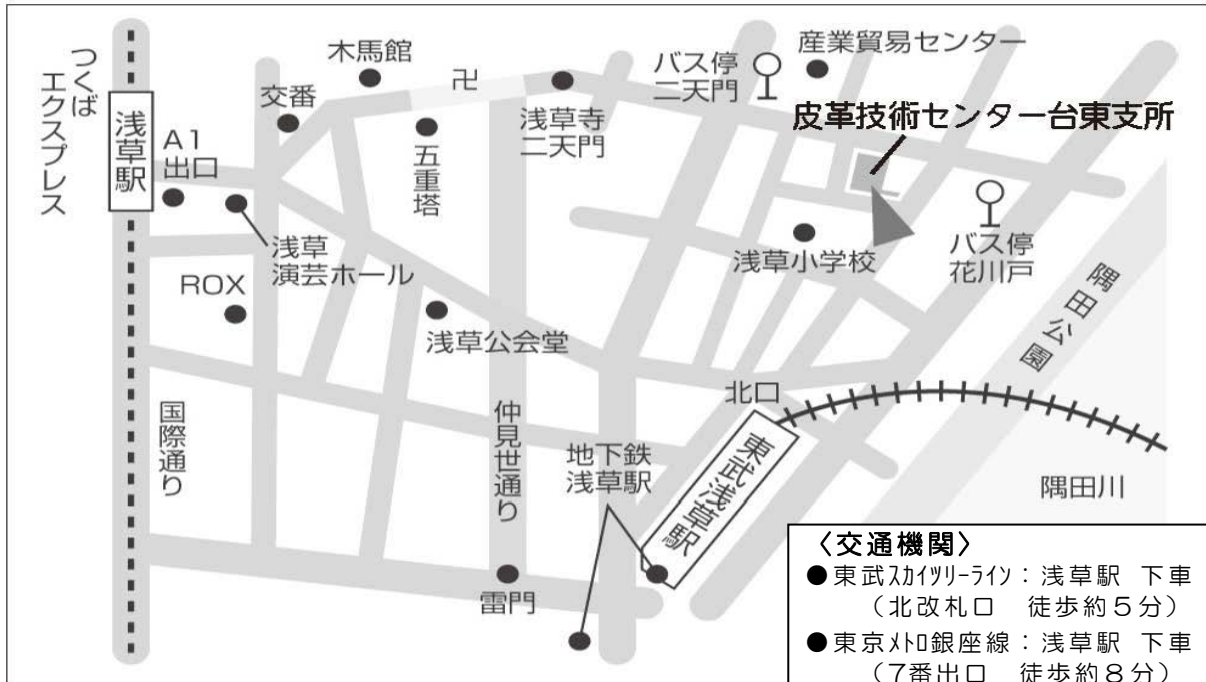 つくば
エクスプレス
浅草駅
A1
出口
交番
木馬館
卍
五重塔
浅草寺
二天門
バス停
二天門
産業貿易センター
皮革技術センター台東支所
浅草
演芸ホール
ROX
浅草公会堂
浅草小学校
バス停
花川戸
隅田公園
隅田川
国際通り
仲見世通り
地下鉄
浅草駅
北口
東武浅草駅
雷門
〈交通機関〉
●東武ｽｶｲﾂﾘｰﾗｲﾝ：浅草駅 下車
（北改札口　徒歩約５分）
●東京ﾒﾄﾛ銀座線：浅草駅 下車
（7番出口　徒歩約８分）